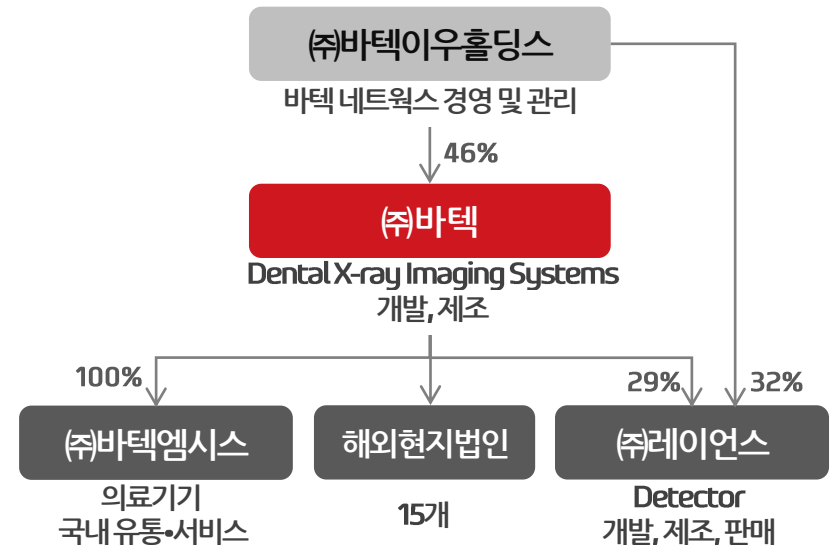 ㈜바텍이우홀딩스
바텍 네트웍스 경영 및 관리
46%
㈜바텍
Dental X-ray Imaging Systems
개발, 제조
100%
29%
32%
㈜바텍엠시스
해외현지법인
㈜레이언스
의료기기
국내 유통•서비스
15개
Detector
개발, 제조, 판매